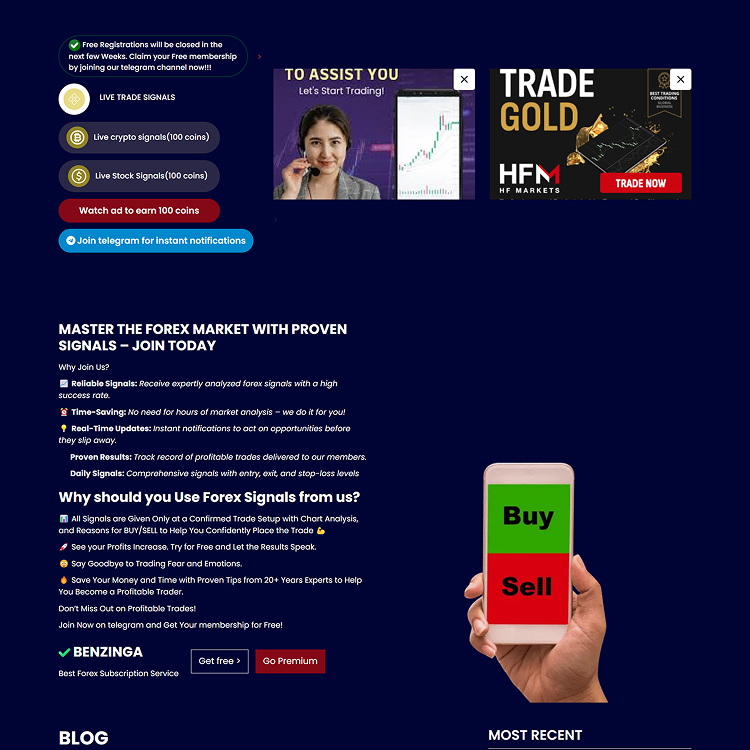 Free Registrations will be closed in the
next few Weeks. Claim your Free membership
by joining our telegram channel now!!!
LIVE TRADE SIGNALS
Live crypto signals(100 coins)
Live Stock Signals(100 coins)
Watch ad to earn 100 coins
Join telegram for instant notifications
TO ASSIST YOU
Let's Start Trading!
TRADE
GOLD
BEST TRADING
CONDITIONS
GLOBAL
BUSINESS
HFM
HF MARKETS
TRADE NOW
MASTER THE FOREX MARKET WITH PROVEN
SIGNALS – JOIN TODAY
Why Join Us?
Reliable Signals: Receive expertly analyzed forex signals with a high
success rate.
Time-Saving: No need for hours of market analysis – we do it for you!
Real-Time Updates: Instant notifications to act on opportunities before
they slip away.
Proven Results: Track record of profitable trades delivered to our members.
Daily Signals: Comprehensive signals with entry, exit, and stop-loss levels
Why should you Use Forex Signals from us?
All Signals are Given Only at a Confirmed Trade Setup with Chart Analysis,
and Reasons for BUY/SELL to Help You Confidently Place the Trade 💪
🚀 See your Profits Increase. Try for Free and Let the Results Speak.
Say Goodbye to Trading Fear and Emotions.
🔥 Save Your Money and Time with Proven Tips from 20+ Years Experts to Help
You Become a Profitable Trader.
Don't Miss Out on Profitable Trades!
Join Now on telegram and Get Your membership for Free!
BENZINGA
Best Forex Subscription Service
Get free >
Go Premium
Buy
Sell
BLOG
MOST RECENT